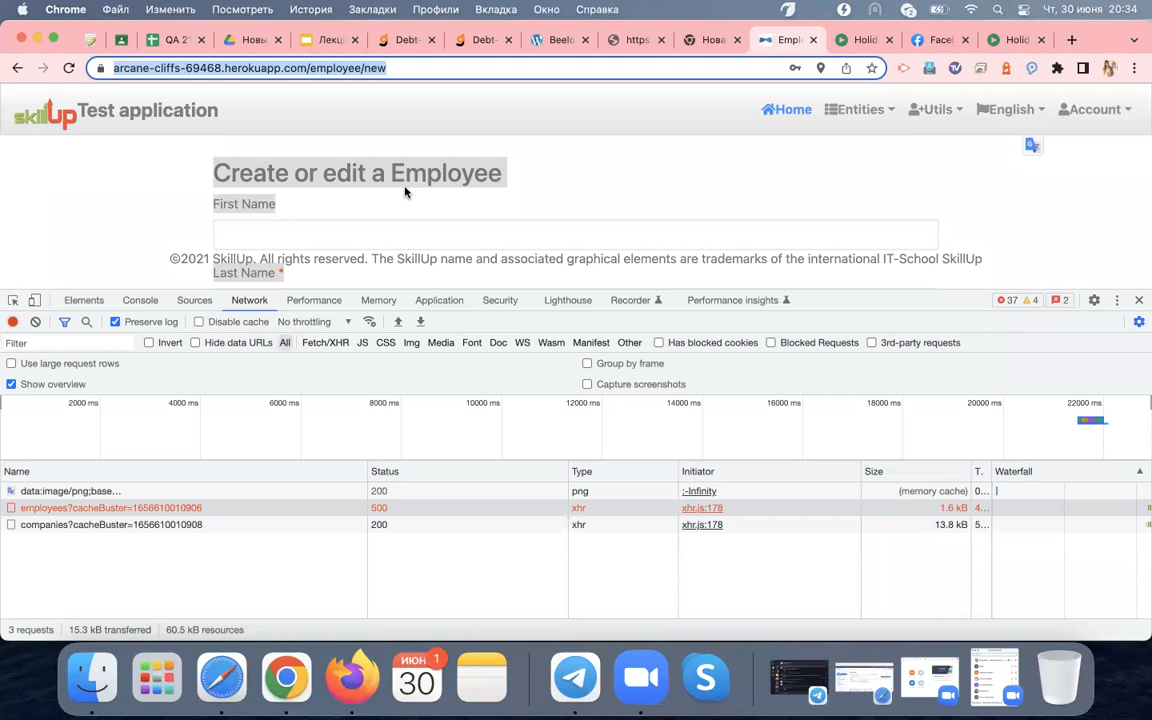 Chrome Файл Изменить Посмотреть История Закладки Профили Вкладка Окно Справка Чт, 30 июня 20:34
QA 2 Новы Лекц Debt- Debt- Beelo https Нова Emplo Holid Facel Holid
arcane-cliffs-69468.herokuapp.com/employee/new
skillUp Test application Home Entities Utils English Account
Create or edit a Employee
First Name
©2021 SkillUp. All rights reserved. The SkillUp name and associated graphical elements are trademarks of the international IT-School SkillUp
Last Name *
Elements Console Sources Network Performance Memory Application Security Lighthouse Recorder Performance insights 37 4 2
Preserve log Disable cache No throttling
Filter Invert Hide data URLs All Fetch/XHR JS CSS Img Media Font Doc WS Wasm Manifest Other Has blocked cookies Blocked Requests 3rd-party requests
Use large request rows Group by frame
Show overview Capture screenshots
2000 ms 4000 ms 6000 ms 8000 ms 10000 ms 12000 ms 14000 ms 16000 ms 18000 ms 20000 ms 22000 ms
Name Status Type Initiator Size T. Waterfall
data:image/png;base... 200 png :-Infinity (memory cache) 0...
employees?cacheBuster=1656610010906 500 xhr xhr.js:178 1.6 kB 4...
companies?cacheBuster=1656610010908 200 xhr xhr.js:178 13.8 kB 5...
3 requests 15.3 kB transferred 60.5 kB resources
ИЮН 1
30